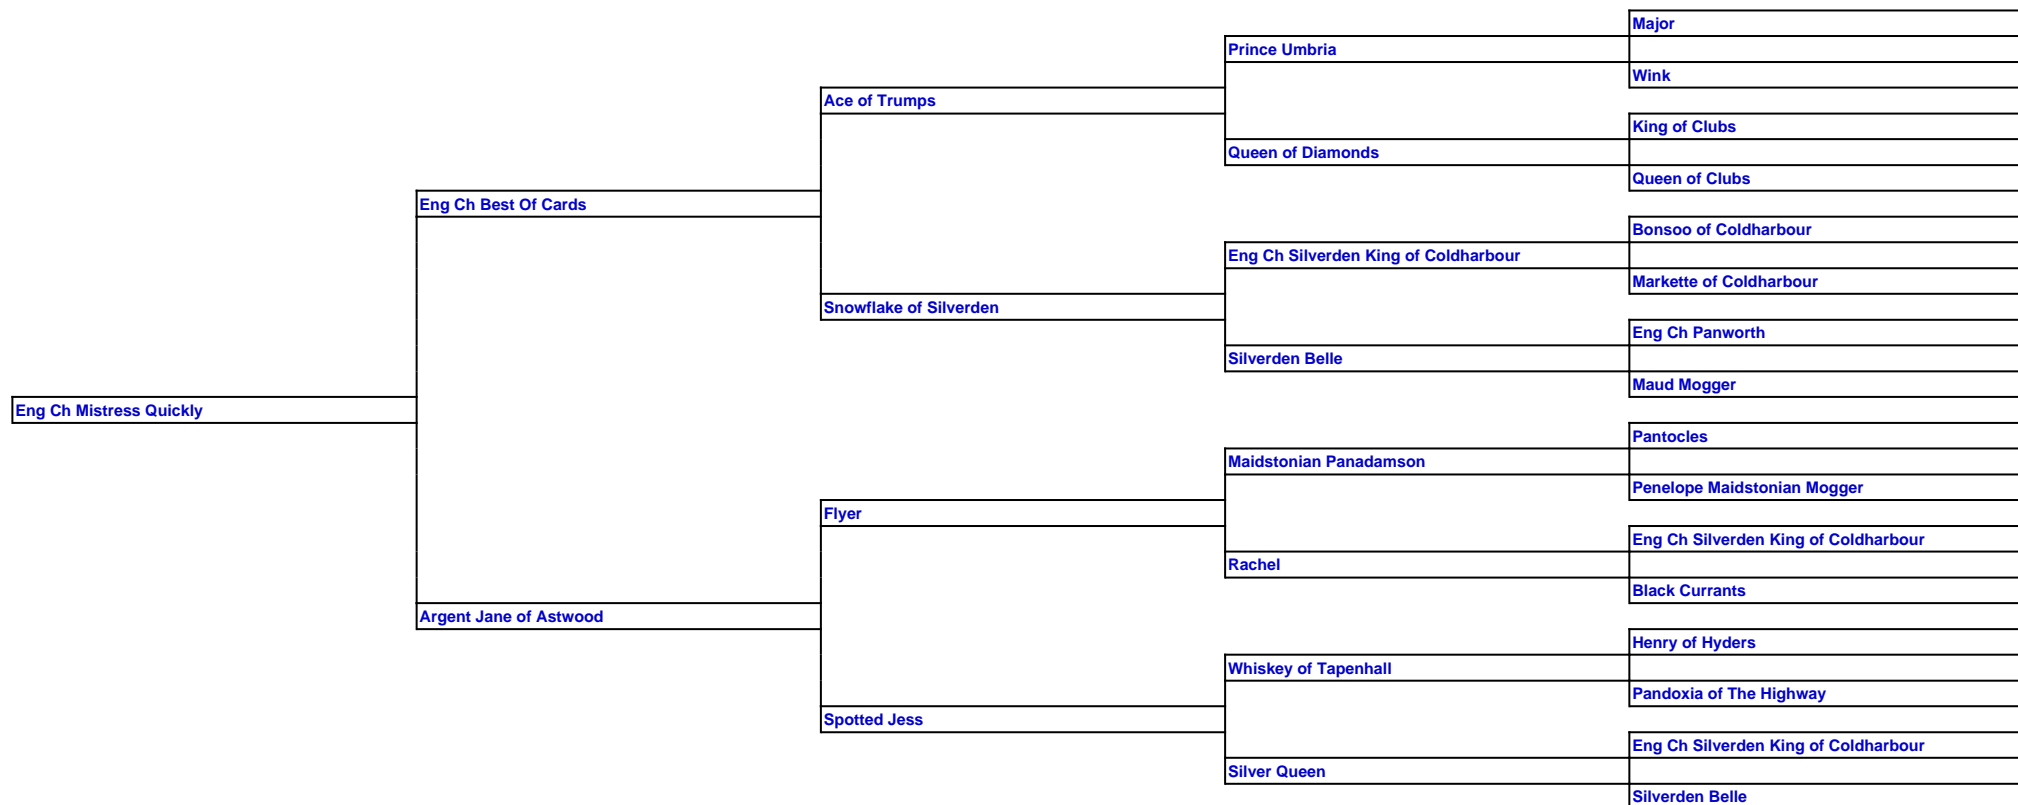 Major
Prince Umbria
Wink
Ace of Trumps
King of Clubs
Queen of Diamonds
Queen of Clubs
Eng Ch Best Of Cards
Bonsoo of Coldharbour
Eng Ch Silverden King of Coldharbour
Markette of Coldharbour
Snowflake of Silverden
Eng Ch Panworth
Silverden Belle
Maud Mogger
Eng Ch Mistress Quickly
Pantocles
Maidstonian Panadamson
Penelope Maidstonian Mogger
Flyer
Eng Ch Silverden King of Coldharbour
Rachel
Black Currants
Argent Jane of Astwood
Henry of Hyders
Whiskey of Tapenhall
Pandoxia of The Highway
Spotted Jess
Eng Ch Silverden King of Coldharbour
Silver Queen
Silverden Belle